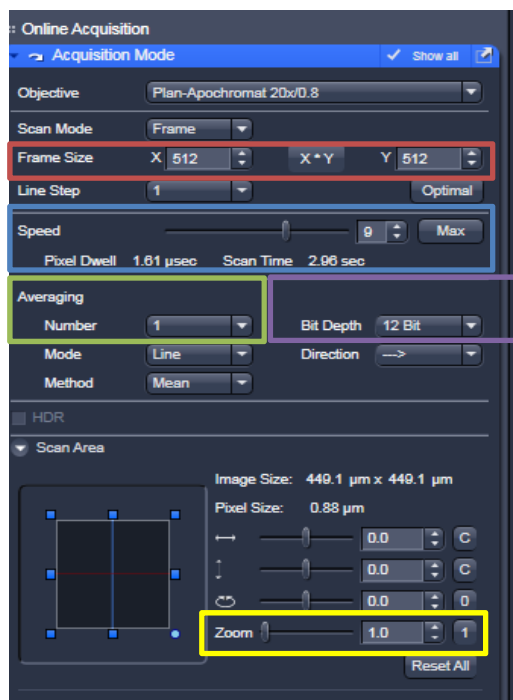 Online Acquisition
Acquisition Mode Show all
Objective Plan-Apochromat 20x/0.8
Scan Mode Frame
Frame Size X 512 X*Y Y 512
Line Step 1 Optimal
Speed 9 Max
Pixel Dwell 1.61 µsec Scan Time 2.96 sec
Averaging
Number 1 Bit Depth 12 Bit
Mode Line Direction --->
Method Mean
HDR
Scan Area
Image Size: 449.1 µm x 449.1 µm
Pixel Size: 0.88 µm
0.0 C
0.0 C
0.0 0
Zoom 1.0 1
Reset All